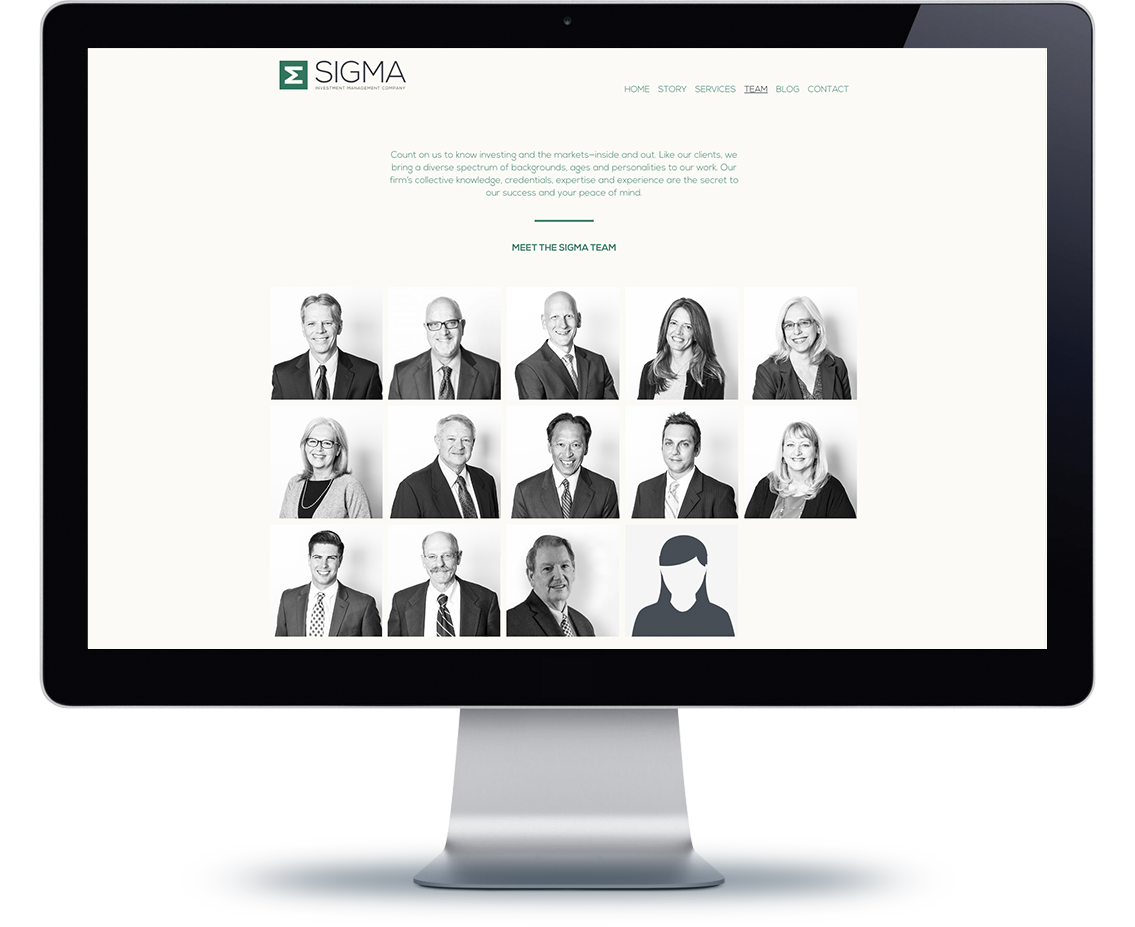 SIGMA
INVESTMENT MANAGEMENT COMPANY
HOME STORY SERVICES TEAM BLOG CONTACT
Count on us to know investing and the markets—inside and out. Like our clients, we
bring a diverse spectrum of backgrounds, ages and personalities to our work. Our
firm's collective knowledge, credentials, expertise and experience are the secret to
our success and your peace of mind.
MEET THE SIGMA TEAM